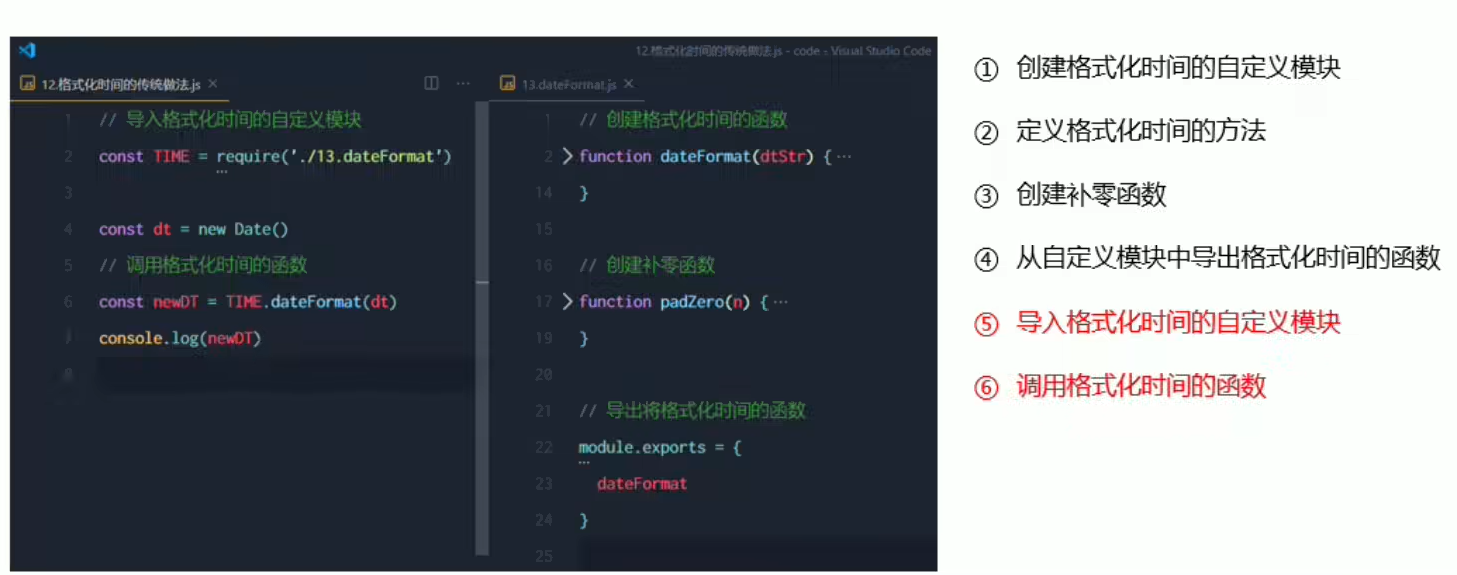 12.格式化时间的传统做法.js - code - Visual Studio Code
12.格式化时间的传统做法.js ×
1 // 导入格式化时间的自定义模块
2 const TIME = require('./13.dateFormat')
3
4 const dt = new Date()
5 // 调用格式化时间的函数
6 const newDT = TIME.dateFormat(dt)
7 console.log(newDT)
8
13.dateFormat.js ×
1 // 创建格式化时间的函数
2 function dateFormat(dtStr) { ···
14 }
15
16 // 创建补零函数
17 function padZero(n) { ···
19 }
20
21 // 导出将格式化时间的函数
22 module.exports = {
23 dateFormat
24 }
25
① 创建格式化时间的自定义模块
② 定义格式化时间的方法
③ 创建补零函数
④ 从自定义模块中导出格式化时间的函数
⑤ 导入格式化时间的自定义模块
⑥ 调用格式化时间的函数